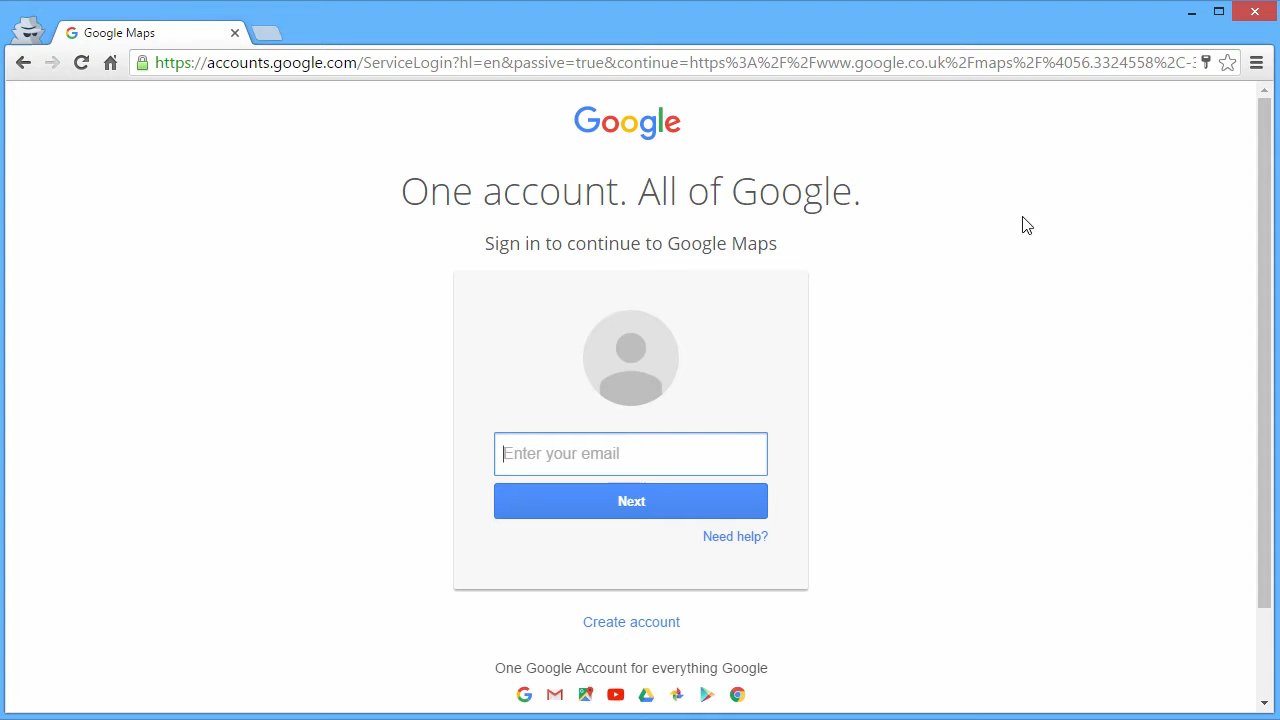 Google Maps
https://accounts.google.com/ServiceLogin?hl=en&passive=true&continue=https%3A%2F%2Fwww.google.co.uk%2Fmaps%2F%4056.3324558%2C-
Google
One account. All of Google.
Sign in to continue to Google Maps
Enter your email
Next
Need help?
Create account
One Google Account for everything Google